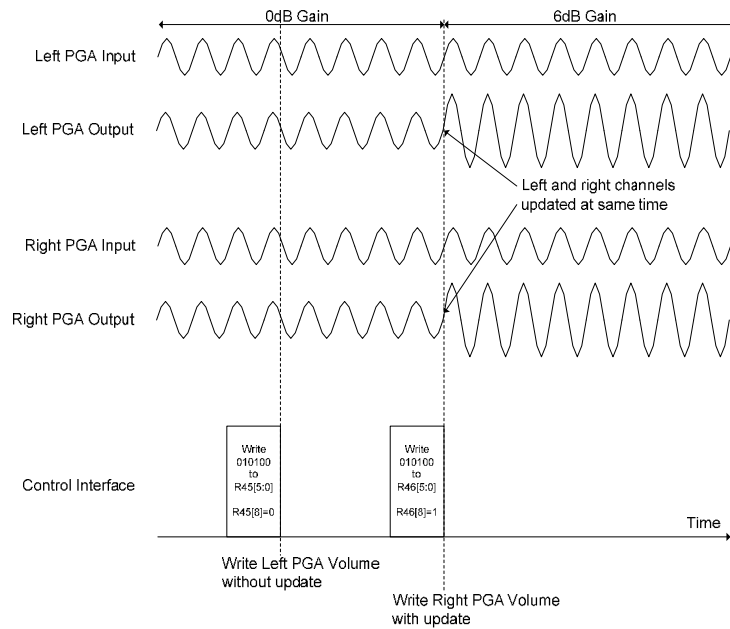 0dB Gain
6dB Gain
Left PGA Input
Left PGA Output
Left and right channels
updated at same time
Right PGA Input
Right PGA Output
Control Interface
Write
010100
to
R45[5:0]
R45[8]=0
Write
010100
to
R46[5:0]
R46[8]=1
Time
Write Left PGA Volume
without update
Write Right PGA Volume
with update